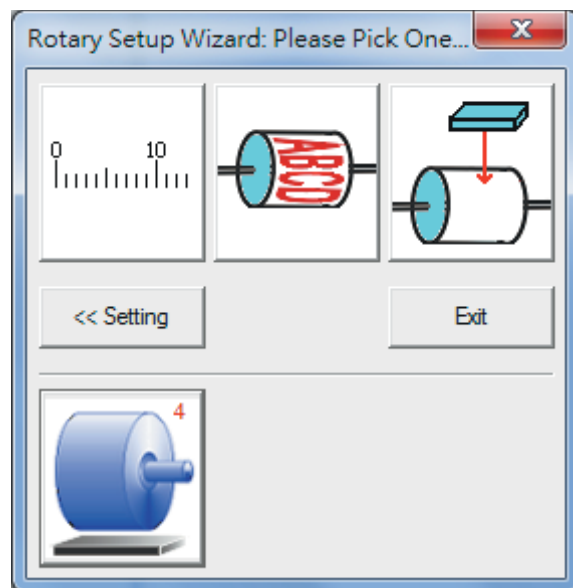 Rotary Setup Wizard: Please Pick One...
0 10
ABCD
<< Setting
Exit
4